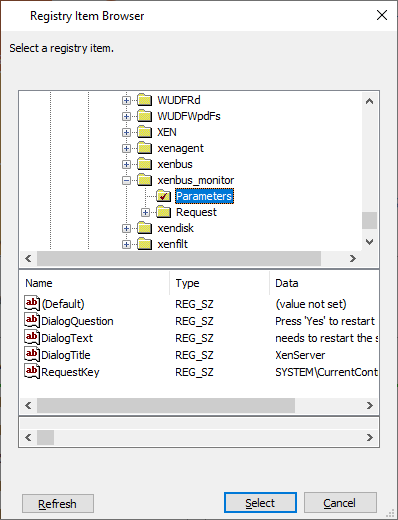 Registry Item Browser
Select a registry item.
WUDFRd
WUDFWpdFs
XEN
xenagent
xenbus
xenbus_monitor
Parameters
Request
xendisk
xenfilt
Name Type Data
(Default) REG_SZ (value not set)
DialogQuestion REG_SZ Press 'Yes' to restart
DialogText REG_SZ needs to restart the s
DialogTitle REG_SZ XenServer
RequestKey REG_SZ SYSTEM\CurrentCont
Refresh Select Cancel